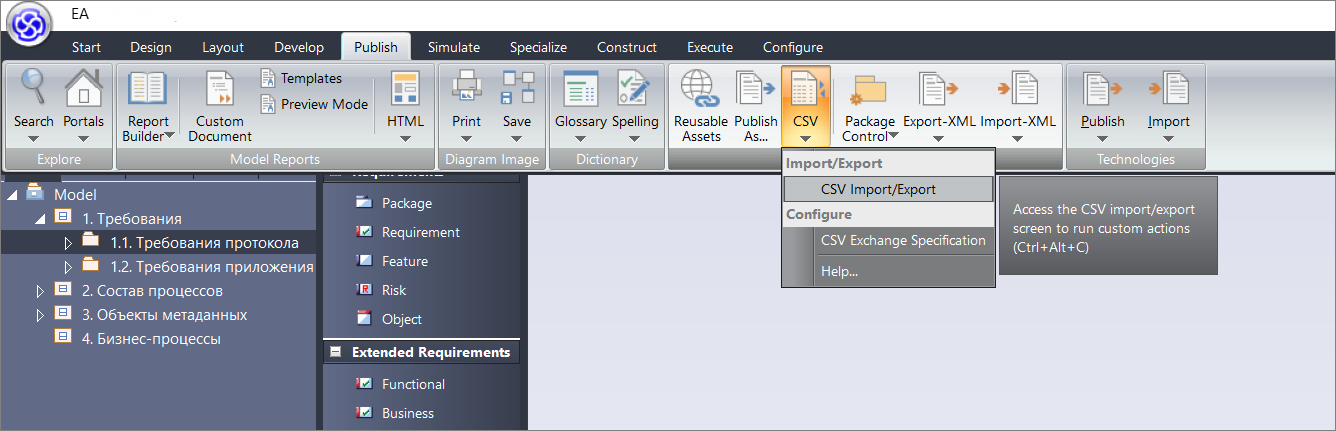 EA
Start Design Layout Develop Publish Simulate Specialize Construct Execute Configure
Search
Portals
Explore
Report
Builder
Custom
Document
Templates
Preview Mode
HTML
Model Reports
Print
Save
Diagram Image
Glossary
Spelling
Dictionary
Reusable
Assets
Publish
As...
CSV
Package
Control
Export-XML
Import-XML
Publish
Import
Technologies
Import/Export
CSV Import/Export
Configure
CSV Exchange Specification
Help...
Access the CSV import/export
screen to run custom actions
(Ctrl+Alt+C)
Model
1. Требования
1.1. Требования протокола
1.2. Требования приложения
2. Состав процессов
3. Объекты метаданных
4. Бизнес-процессы
Requirements
Package
Requirement
Feature
Risk
Object
Extended Requirements
Functional
Business